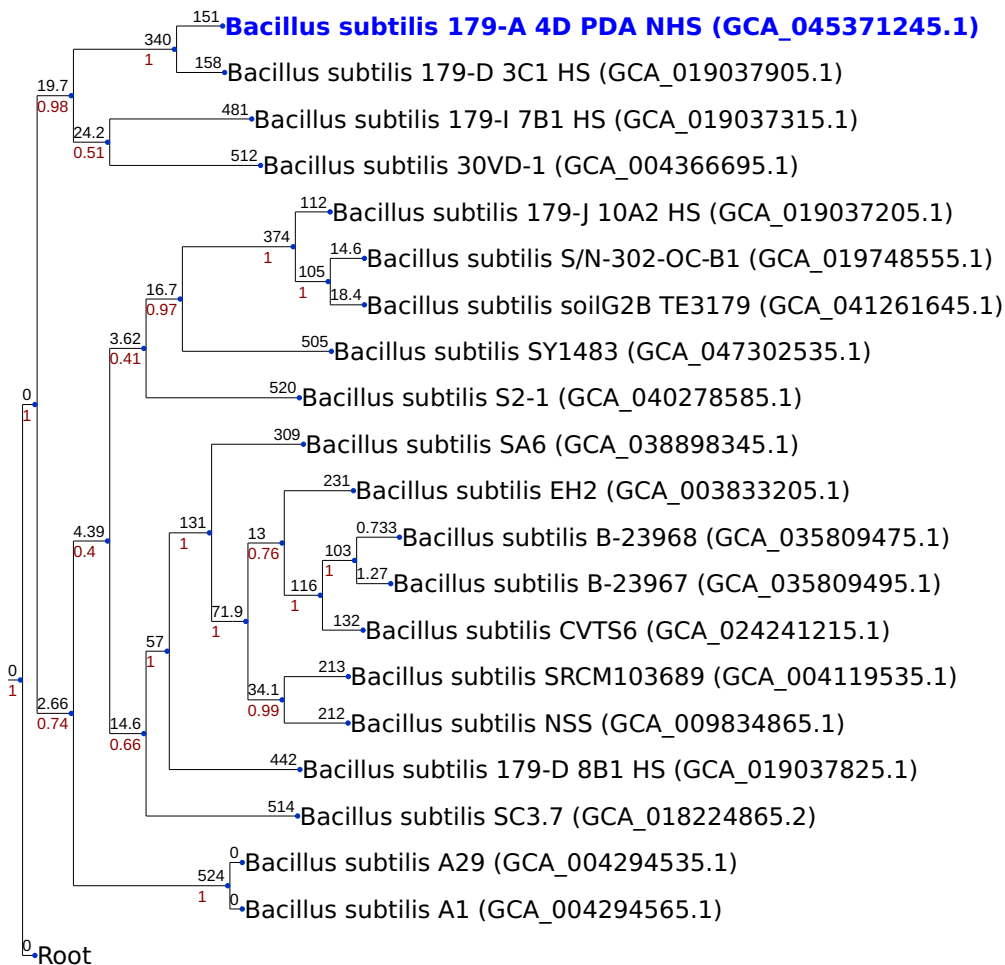 151
Bacillus subtilis 179-A 4D PDA NHS (GCA_045371245.1)
340
1
158
Bacillus subtilis 179-D 3C1 HS (GCA_019037905.1)
19.7
0.98
481
Bacillus subtilis 179-I 7B1 HS (GCA_019037315.1)
24.2
0.51
512
Bacillus subtilis 30VD-1 (GCA_004366695.1)
112
Bacillus subtilis 179-J 10A2 HS (GCA_019037205.1)
374
1
14.6
Bacillus subtilis S/N-302-OC-B1 (GCA_019748555.1)
105
1
18.4
Bacillus subtilis soilG2B TE3179 (GCA_041261645.1)
16.7
0.97
505
Bacillus subtilis SY1483 (GCA_047302535.1)
3.62
0.41
520
Bacillus subtilis S2-1 (GCA_040278585.1)
0
1
309
Bacillus subtilis SA6 (GCA_038898345.1)
231
Bacillus subtilis EH2 (GCA_003833205.1)
131
1
13
0.76
0.733
Bacillus subtilis B-23968 (GCA_035809475.1)
4.39
0.4
103
1
1.27
Bacillus subtilis B-23967 (GCA_035809495.1)
116
1
71.9
1
132
Bacillus subtilis CVTS6 (GCA_024241215.1)
57
1
213
Bacillus subtilis SRCM103689 (GCA_004119535.1)
0
1
34.1
0.99
2.66
0.74
212
Bacillus subtilis NSS (GCA_009834865.1)
14.6
0.66
442
Bacillus subtilis 179-D 8B1 HS (GCA_019037825.1)
514
Bacillus subtilis SC3.7 (GCA_018224865.2)
0
Bacillus subtilis A29 (GCA_004294535.1)
524
1
0
Bacillus subtilis A1 (GCA_004294565.1)
0
Root